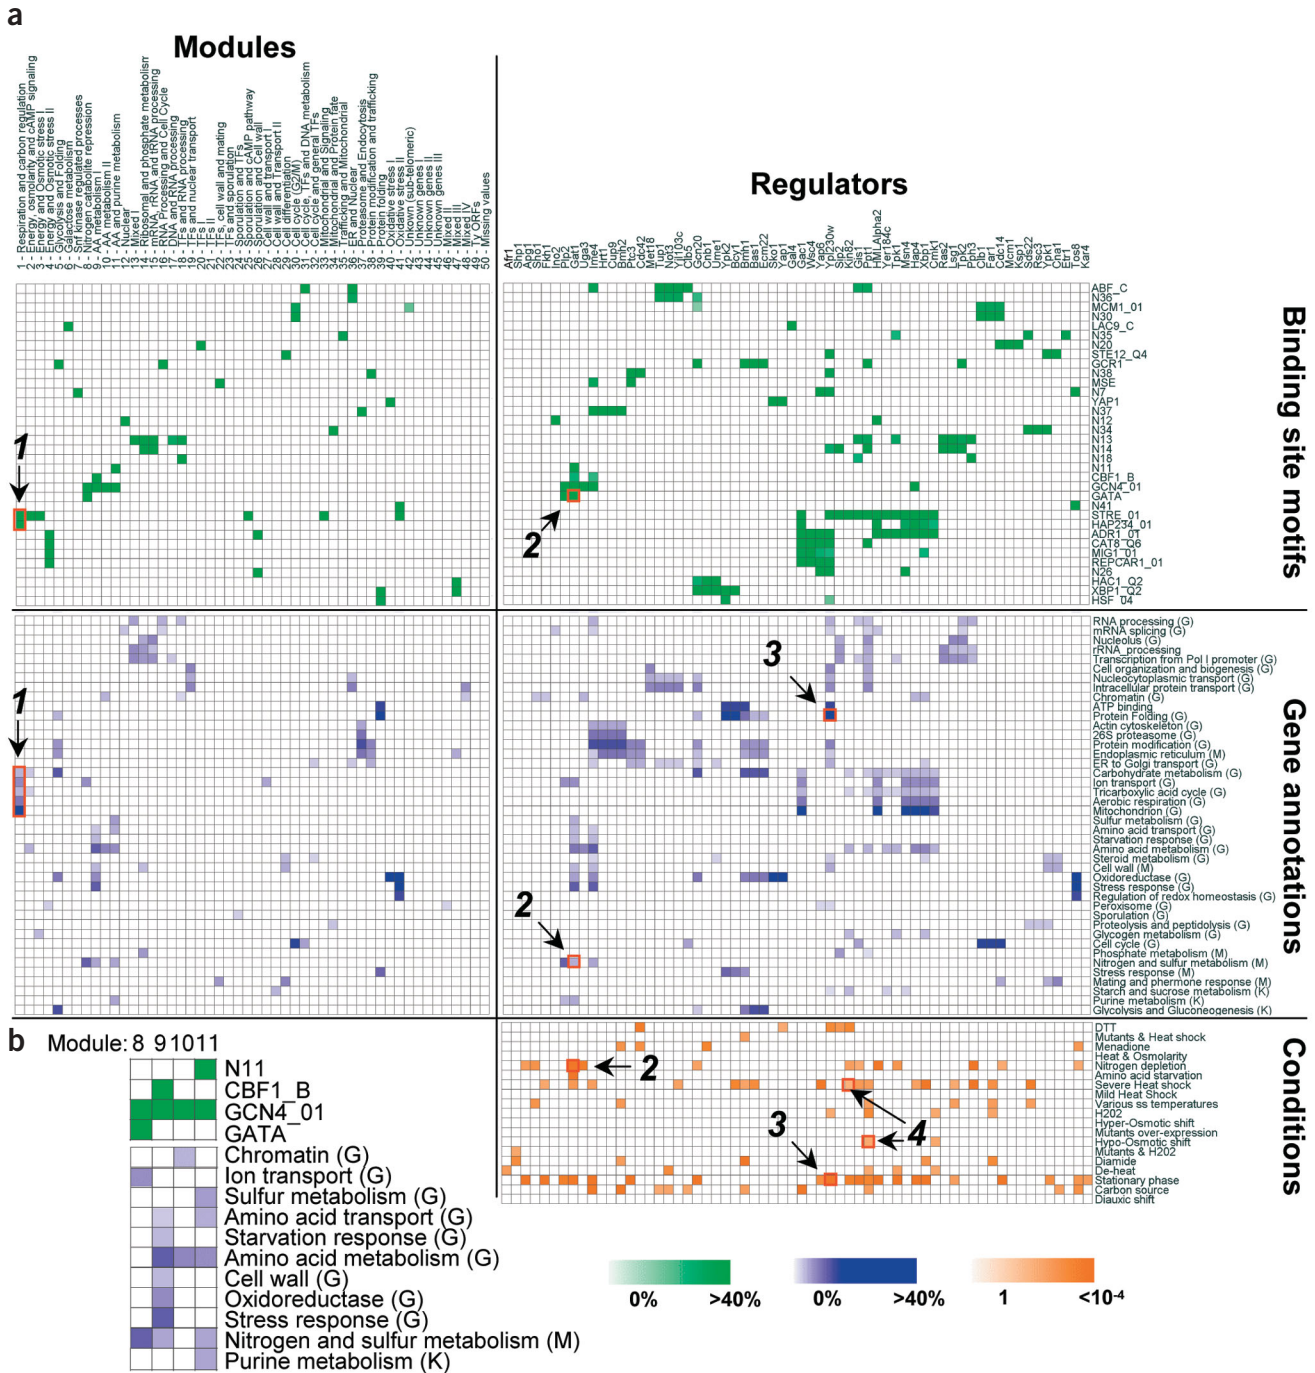 a
Modules
Regulators
1 - Respiration and carbon regulation
2 - Energy, osmolarity and cAMP signaling
3 - Energy and Osmotic stress I
4 - Energy and Osmotic stress II
5 - Glycolysis and Folding
6 - Galactose metabolism
7 - Snf kinase regulated processes
8 - Nitrogen catabolite repression
9 - AA metabolism I
10 - AA metabolism II
11 - AA and purine metabolism
12 - Nuclear
13 - Mixed I
14 - Ribosomal and phosphate metabolism
15 - mRNA, rRNA and tRNA processing
16 - RNA Processing and Cell Cycle
17 - DNA and RNA processing
18 - TFs and RNA processing
19 - TFs and nuclear transport
20 - TFs I
21 - TFs II
22 - TFs, cell wall and mating
23 - TFs and sporulation
24 - Sporulation and TFs
25 - Sporulation and cAMP pathway
26 - Sporulation and Cell wall
27 - Cell wall and transport I
28 - Cell wall and Transport II
29 - Cell differentiation
30 - Cell cycle (G2/M)
31 - Cell cycle, TFs and DNA metabolism
32 - Cell cycle and general TFs
33 - Mitochondrial and Signaling
34 - Mitochondrial and Protein fate
35 - Trafficking and Mitochondrial
36 - ER and Nuclear
37 - Proteasome and Endocytosis
38 - Protein modification and trafficking
39 - Protein folding
40 - Oxidative stress I
41 - Oxidative stress II
42 - Unknown (sub-telomeric)
43 - Unknown genes I
44 - Unknown genes II
45 - Unknown genes III
46 - Mixed II
47 - Mixed III
48 - Mixed IV
49 - Ty ORFs
50 - Missing values
Afr1
Shp1
Apg1
Sho1
Fkh1
Ino2
Plp2
Gat1
Uga3
Ime4
Hrt1
Cup9
Bmh2
Ric3
Cdc42
Met18
Tup1
Not3
Yjl103c
Clb5
Gcn20
Cnb1
Ume1
Ypk2
Bcy1
Bmh1
Bas1
Ecm22
Sko1
Yap1
Gal4
Gac1
Wsc4
Yap6
Ypl230w
Sip2
Kin82
Gis1
Ppt1
HMLAlpha2
Tpk1
Yer184c
Msn4
Hap4
Xbp1
Cmk1
Ras2
Lsg1
Tpk2
Pph3
Clb1
Far1
Cdc14
Mcm1
Asp1
Sds22
Ksp1
Ypk1
Cna1
Etr1
Tos8
Kar4
ABF_C
N36
MCM1_01
N30
LAC9_C
N35
N20
STE12_Q4
GCR1
N38
MSE
N7
YAP1
N37
N12
N34
N13
N14
N18
N11
CBF1_B
GCN4_01
GATA
N41
STRE_01
HAP234_01
ADR1_01
CAT8_Q6
MIG1_01
REPCAR1_01
N26
HAC1_Q2
XBP1_Q2
HSF_04
Binding site motifs
1
2
RNA processing (G)
mRNA splicing (G)
Nucleolus (G)
rRNA_processing
Transcription from Pol I promoter (G)
Cell organization and biogenesis (G)
Nucleocytoplasmic transport (G)
Intracellular protein transport (G)
Chromatin (G)
ATP binding
Protein Folding (G)
Actin cytoskeleton (G)
26S proteasome (G)
Protein modification (G)
Endoplasmic reticulum (M)
ER to Golgi transport (G)
Carbohydrate metabolism (G)
Ion transport (G)
Tricarboxylic acid cycle (G)
Aerobic respiration (G)
Mitochondrion (G)
Sulfur metabolism (G)
Amino acid transport (G)
Starvation response (G)
Amino acid metabolism (G)
Steroid metabolism (G)
Cell wall (M)
Oxidoreductase (G)
Stress response (G)
Regulation of redox homeostasis (G)
Peroxisome (G)
Sporulation (G)
Proteolysis and peptidolysis (G)
Glycogen metabolism (G)
Cell cycle (G)
Phosphate metabolism (M)
Nitrogen and sulfur metabolism (M)
Stress response (M)
Mating and phermone response (M)
Starch and sucrose metabolism (K)
Purine metabolism (K)
Glycolysis and Gluconeogenesis (K)
Gene annotations
1
3
2
DTT
Mutants & Heat shock
Menadione
Heat & Osmolarity
Nitrogen depletion
Amino acid starvation
Severe Heat shock
Mild Heat Shock
Various ss temperatures
H202
Hyper-Osmotic shift
Mutants over-expression
Hypo-Osmotic shift
Mutants & H202
Diamide
De-heat
Stationary phase
Carbon source
Diauxic shift
Conditions
2
3
4
b
Module: 8 9 10 11
N11
CBF1_B
GCN4_01
GATA
Chromatin (G)
Ion transport (G)
Sulfur metabolism (G)
Amino acid transport (G)
Starvation response (G)
Amino acid metabolism (G)
Cell wall (G)
Oxidoreductase (G)
Stress response (G)
Nitrogen and sulfur metabolism (M)
Purine metabolism (K)
0% >40%
0% >40%
1 <10-4